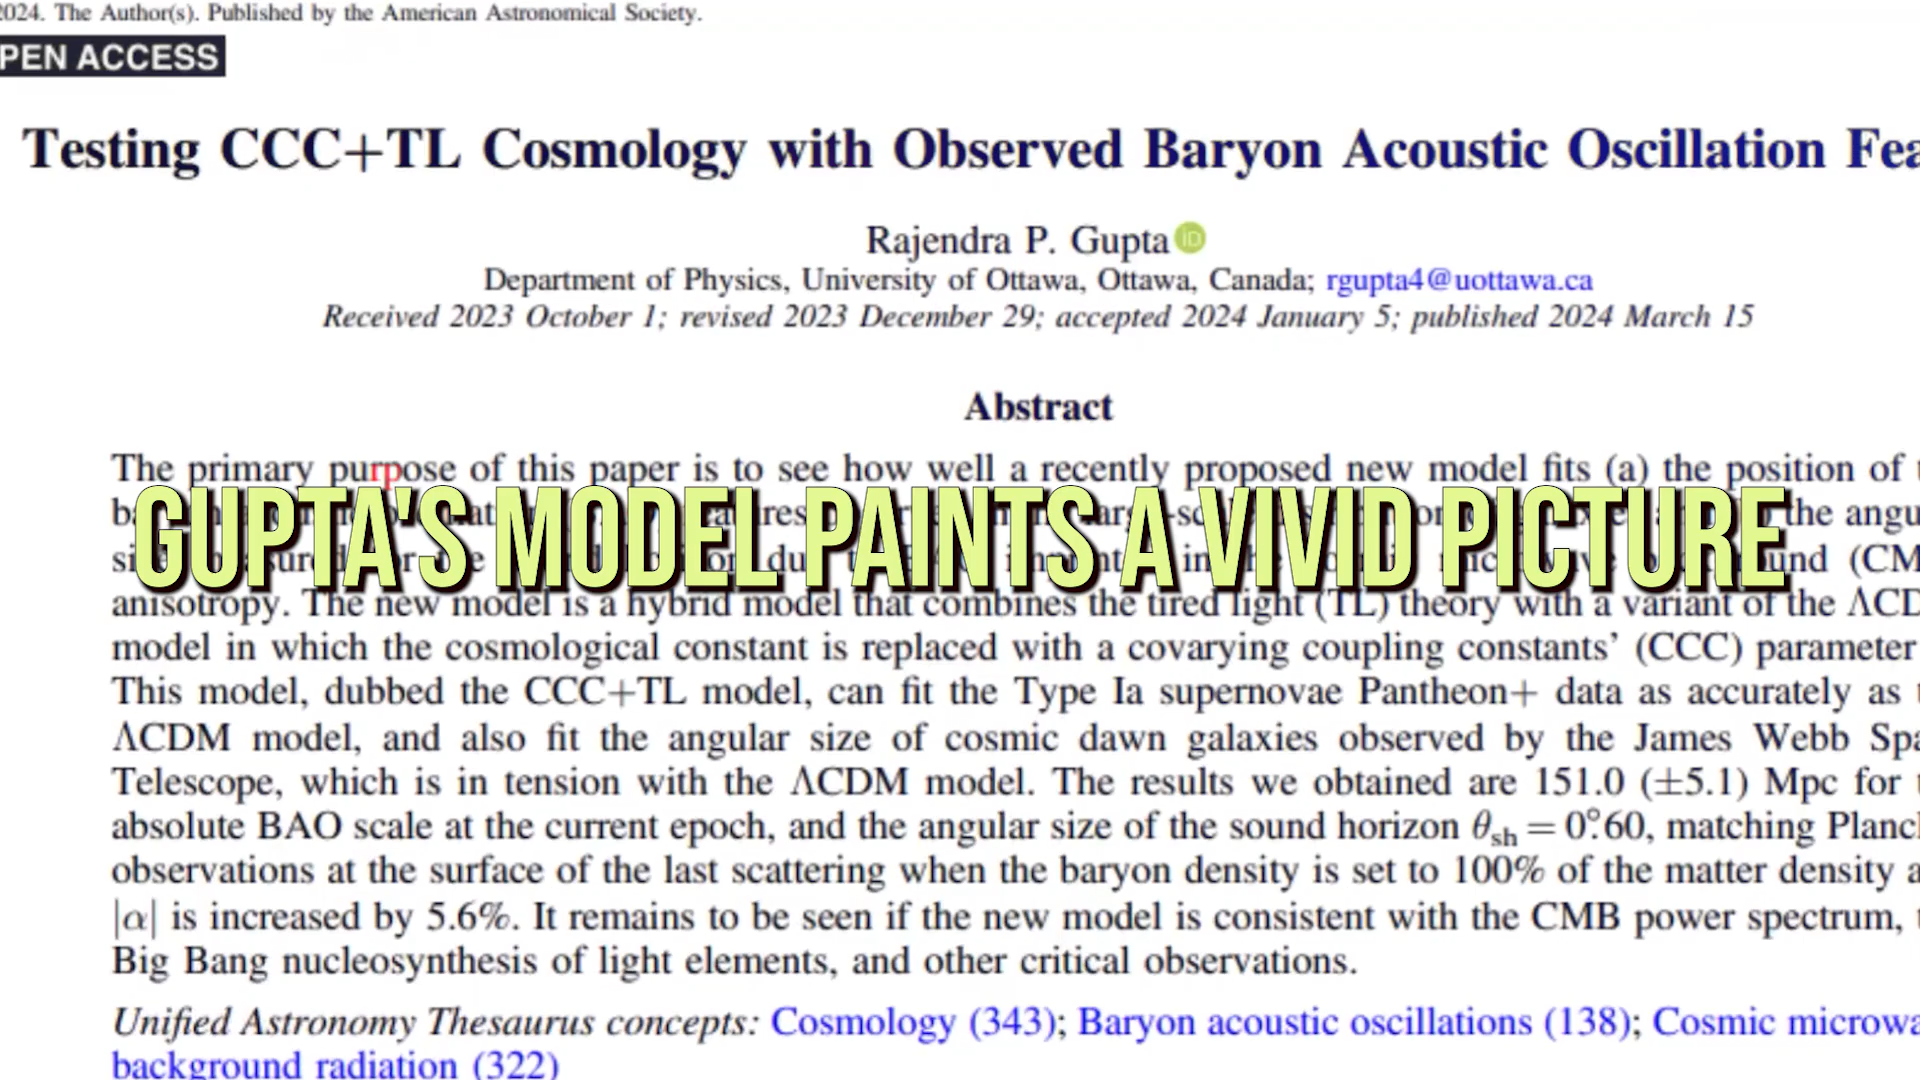 2024. The Author(s). Published by the American Astronomical Society.
PEN ACCESS
Testing CCC+TL Cosmology with Observed Baryon Acoustic Oscillation Fea
Rajendra P. Gupta iD
Department of Physics, University of Ottawa, Ottawa, Canada; rgupta4@uottawa.ca
Received 2023 October 1; revised 2023 December 29; accepted 2024 January 5; published 2024 March 15
Abstract
The primary purpose of this paper is to see how well a recently proposed new model fits (a) the position of t
the angu
GUPTA'S MODEL PAINTS A VIVID PICTURE
(CM
anisotropy. The new model is a hybrid model that combines the tired light (TL) theory with a variant of the ΛCD
model in which the cosmological constant is replaced with a covarying coupling constants’ (CCC) parameter
This model, dubbed the CCC+TL model, can fit the Type Ia supernovae Pantheon+ data as accurately as t
ΛCDM model, and also fit the angular size of cosmic dawn galaxies observed by the James Webb Spa
Telescope, which is in tension with the ΛCDM model. The results we obtained are 151.0 (±5.1) Mpc for t
absolute BAO scale at the current epoch, and the angular size of the sound horizon θsh = 0°.60, matching Planc
observations at the surface of the last scattering when the baryon density is set to 100% of the matter density a
|α| is increased by 5.6%. It remains to be seen if the new model is consistent with the CMB power spectrum, t
Big Bang nucleosynthesis of light elements, and other critical observations.
Unified Astronomy Thesaurus concepts: Cosmology (343); Baryon acoustic oscillations (138); Cosmic microwa
background radiation (322)